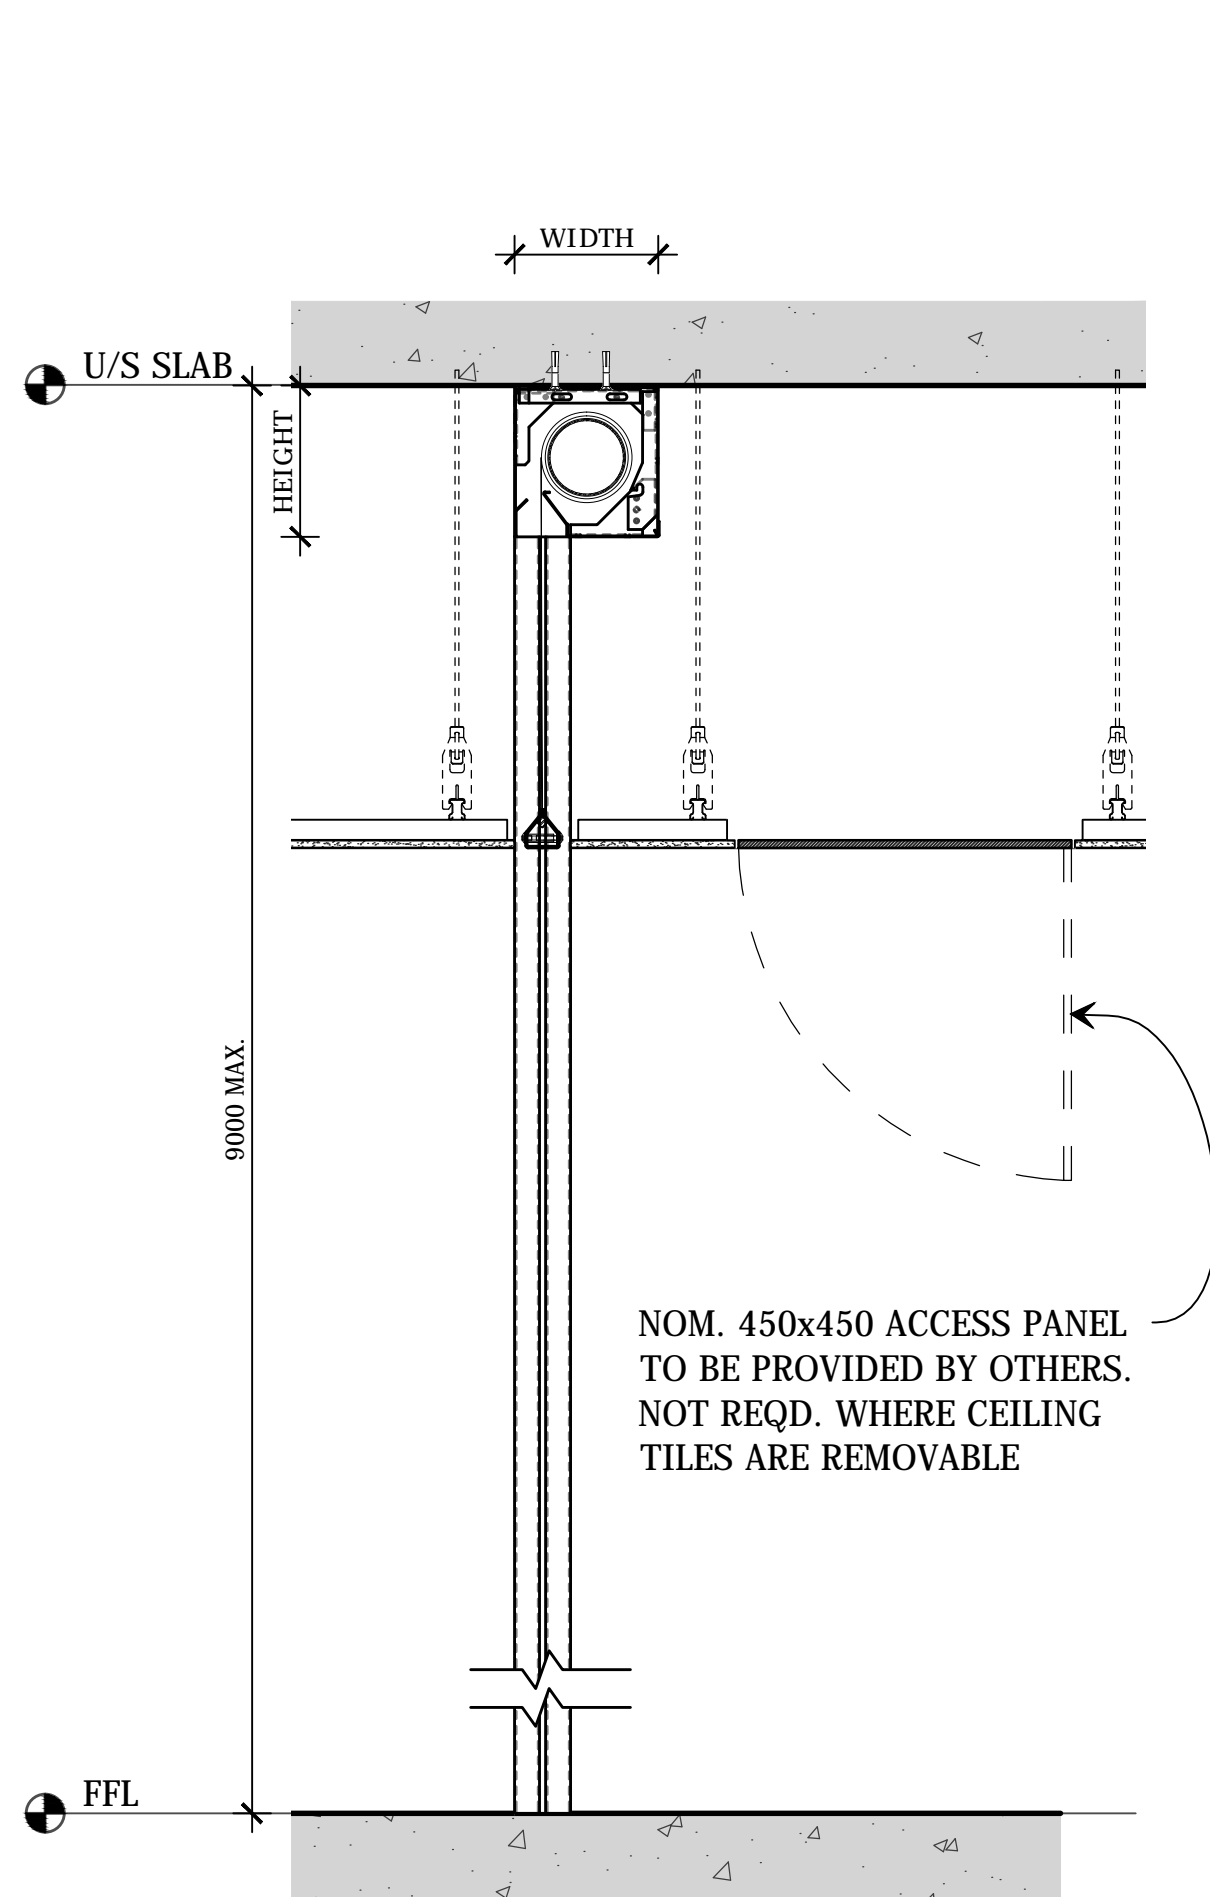 WIDTH
U/S SLAB
HEIGHT
9000 MAX.
NOM. 450x450 ACCESS PANEL
TO BE PROVIDED BY OTHERS.
NOT REQD. WHERE CEILING
TILES ARE REMOVABLE
FFL